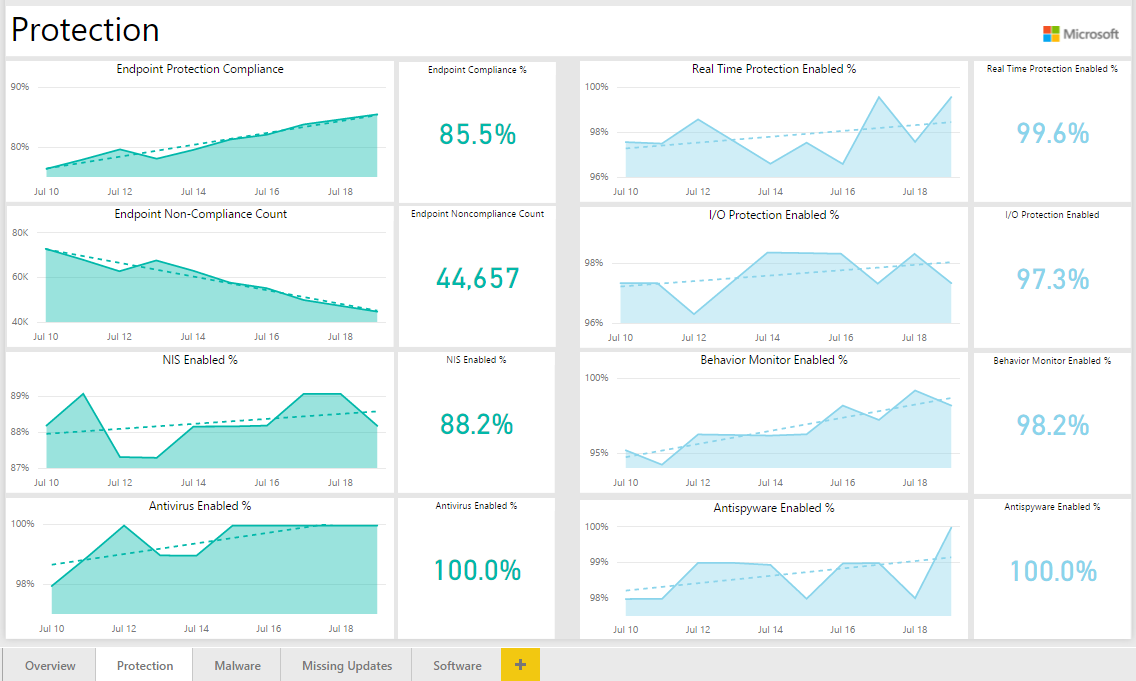 Protection
Microsoft
Endpoint Protection Compliance
90%
80%
Jul 10 Jul 12 Jul 14 Jul 16 Jul 18
Endpoint Compliance %
85.5%
Real Time Protection Enabled %
100%
98%
96%
Jul 10 Jul 12 Jul 14 Jul 16 Jul 18
Real Time Protection Enabled %
99.6%
Endpoint Non-Compliance Count
80K
60K
40K
Jul 10 Jul 12 Jul 14 Jul 16 Jul 18
Endpoint Noncompliance Count
44,657
I/O Protection Enabled %
98%
96%
Jul 10 Jul 12 Jul 14 Jul 16 Jul 18
I/O Protection Enabled
97.3%
NIS Enabled %
89%
88%
87%
Jul 10 Jul 12 Jul 14 Jul 16 Jul 18
NIS Enabled %
88.2%
Behavior Monitor Enabled %
100%
95%
Jul 10 Jul 12 Jul 14 Jul 16 Jul 18
Behavior Monitor Enabled %
98.2%
Antivirus Enabled %
100%
98%
Jul 10 Jul 12 Jul 14 Jul 16 Jul 18
Antivirus Enabled %
100.0%
Antispyware Enabled %
100%
99%
98%
Jul 10 Jul 12 Jul 14 Jul 16 Jul 18
Antispyware Enabled %
100.0%
Overview Protection Malware Missing Updates Software +